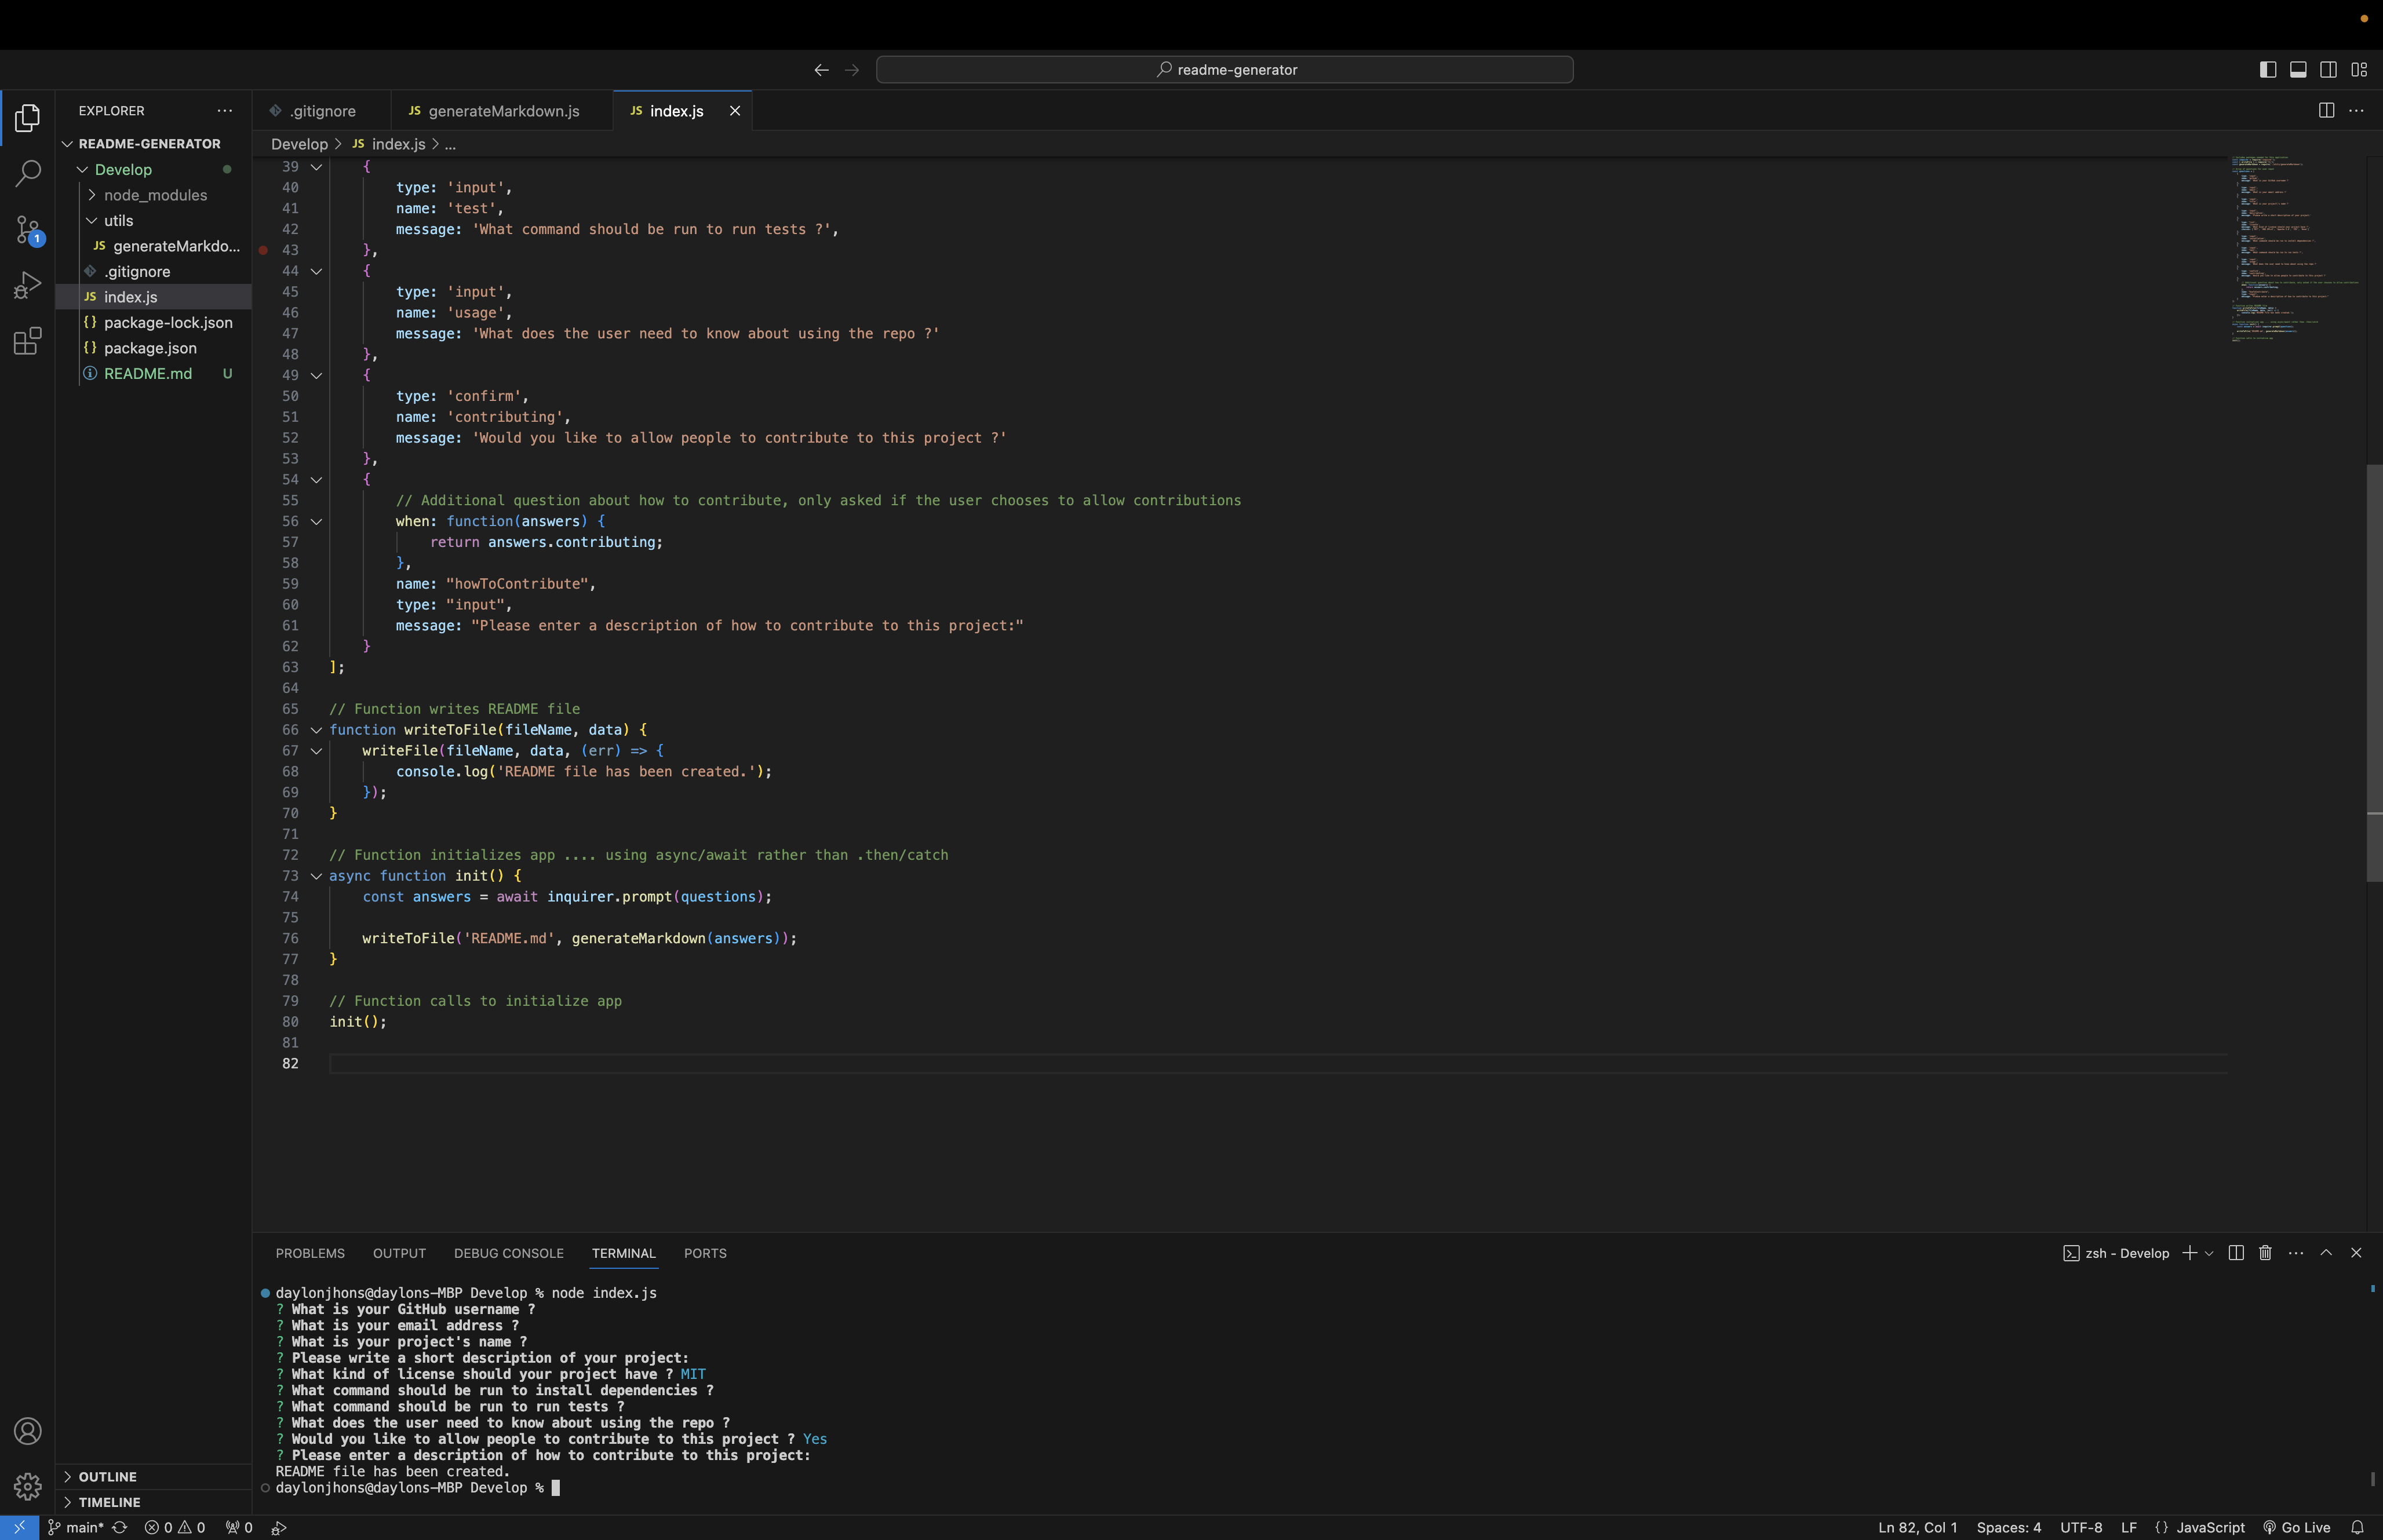 readme-generator
EXPLORER
README-GENERATOR
Develop
node_modules
utils
JS generateMarkdo...
.gitignore
JS index.js
{} package-lock.json
{} package.json
README.md U
OUTLINE
TIMELINE
1
.gitignore
JS generateMarkdown.js
JS index.js
Develop > JS index.js > ...
39 {
40 type: 'input',
41 name: 'test',
42 message: 'What command should be run to run tests ?',
43 },
44 {
45 type: 'input',
46 name: 'usage',
47 message: 'What does the user need to know about using the repo ?'
48 },
49 {
50 type: 'confirm',
51 name: 'contributing',
52 message: 'Would you like to allow people to contribute to this project ?'
53 },
54 {
55 // Additional question about how to contribute, only asked if the user chooses to allow contributions
56 when: function(answers) {
57 return answers.contributing;
58 },
59 name: "howToContribute",
60 type: "input",
61 message: "Please enter a description of how to contribute to this project:"
62 }
63 ];
64
65 // Function writes README file
66 function writeToFile(fileName, data) {
67 writeFile(fileName, data, (err) => {
68 console.log('README file has been created.');
69 });
70 }
71
72 // Function initializes app .... using async/await rather than .then/catch
73 async function init() {
74 const answers = await inquirer.prompt(questions);
75
76 writeToFile('README.md', generateMarkdown(answers));
77 }
78
79 // Function calls to initialize app
80 init();
81
82
PROBLEMS OUTPUT DEBUG CONSOLE TERMINAL PORTS
zsh - Develop
daylonjhons@daylons-MBP Develop % node index.js
? What is your GitHub username ?
? What is your email address ?
? What is your project's name ?
? Please write a short description of your project:
? What kind of license should your project have ? MIT
? What command should be run to install dependencies ?
? What command should be run to run tests ?
? What does the user need to know about using the repo ?
? Would you like to allow people to contribute to this project ? Yes
? Please enter a description of how to contribute to this project:
README file has been created.
daylonjhons@daylons-MBP Develop %
main* 0 0 0
Ln 82, Col 1 Spaces: 4 UTF-8 LF {} JavaScript Go Live